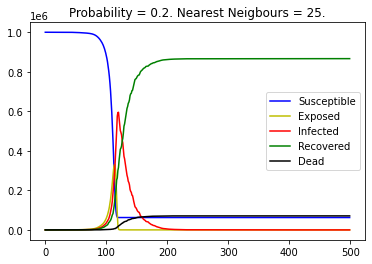 Probability = 0.2. Nearest Neigbours = 25.
1e6
1.0
0.8
0.6
0.4
0.2
0.0
Susceptible
Exposed
Infected
Recovered
Dead
0 100 200 300 400 500